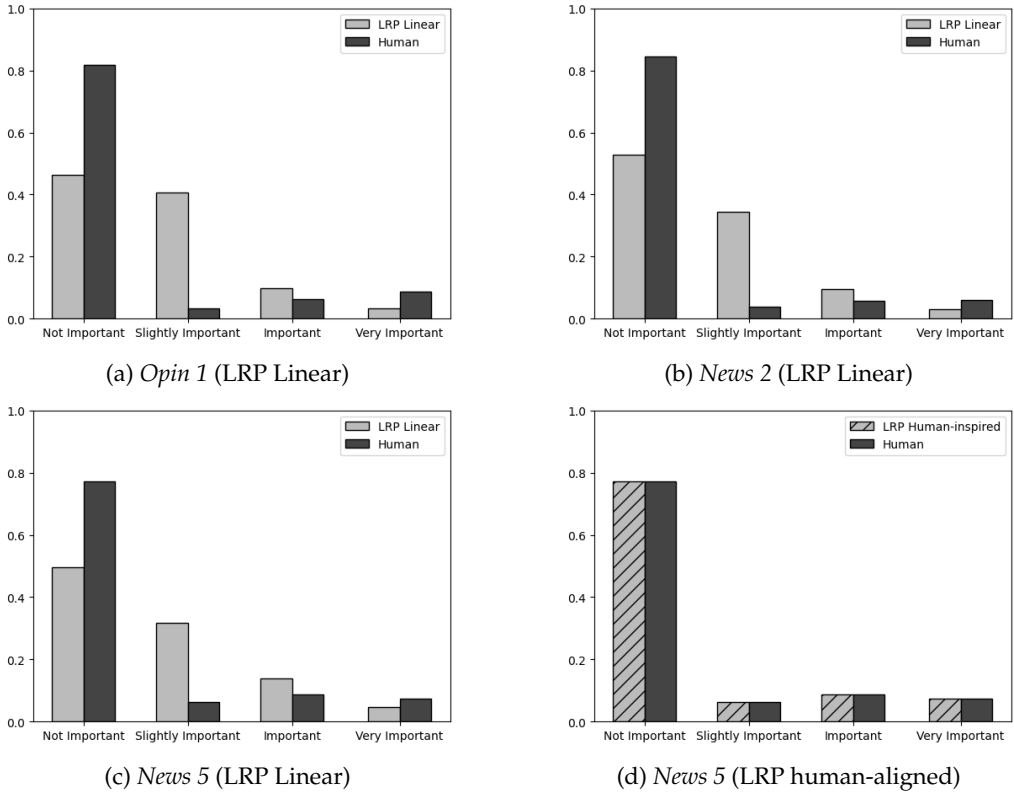 1.0
0.8
0.6
0.4
0.2
0.0
LRP Linear
Human
Not Important Slightly Important Important Very Important
(a) Opin 1 (LRP Linear)
1.0
0.8
0.6
0.4
0.2
0.0
LRP Linear
Human
Not Important Slightly Important Important Very Important
(b) News 2 (LRP Linear)
1.0
0.8
0.6
0.4
0.2
0.0
LRP Linear
Human
Not Important Slightly Important Important Very Important
(c) News 5 (LRP Linear)
1.0
0.8
0.6
0.4
0.2
0.0
LRP Human-inspired
Human
Not Important Slightly Important Important Very Important
(d) News 5 (LRP human-aligned)